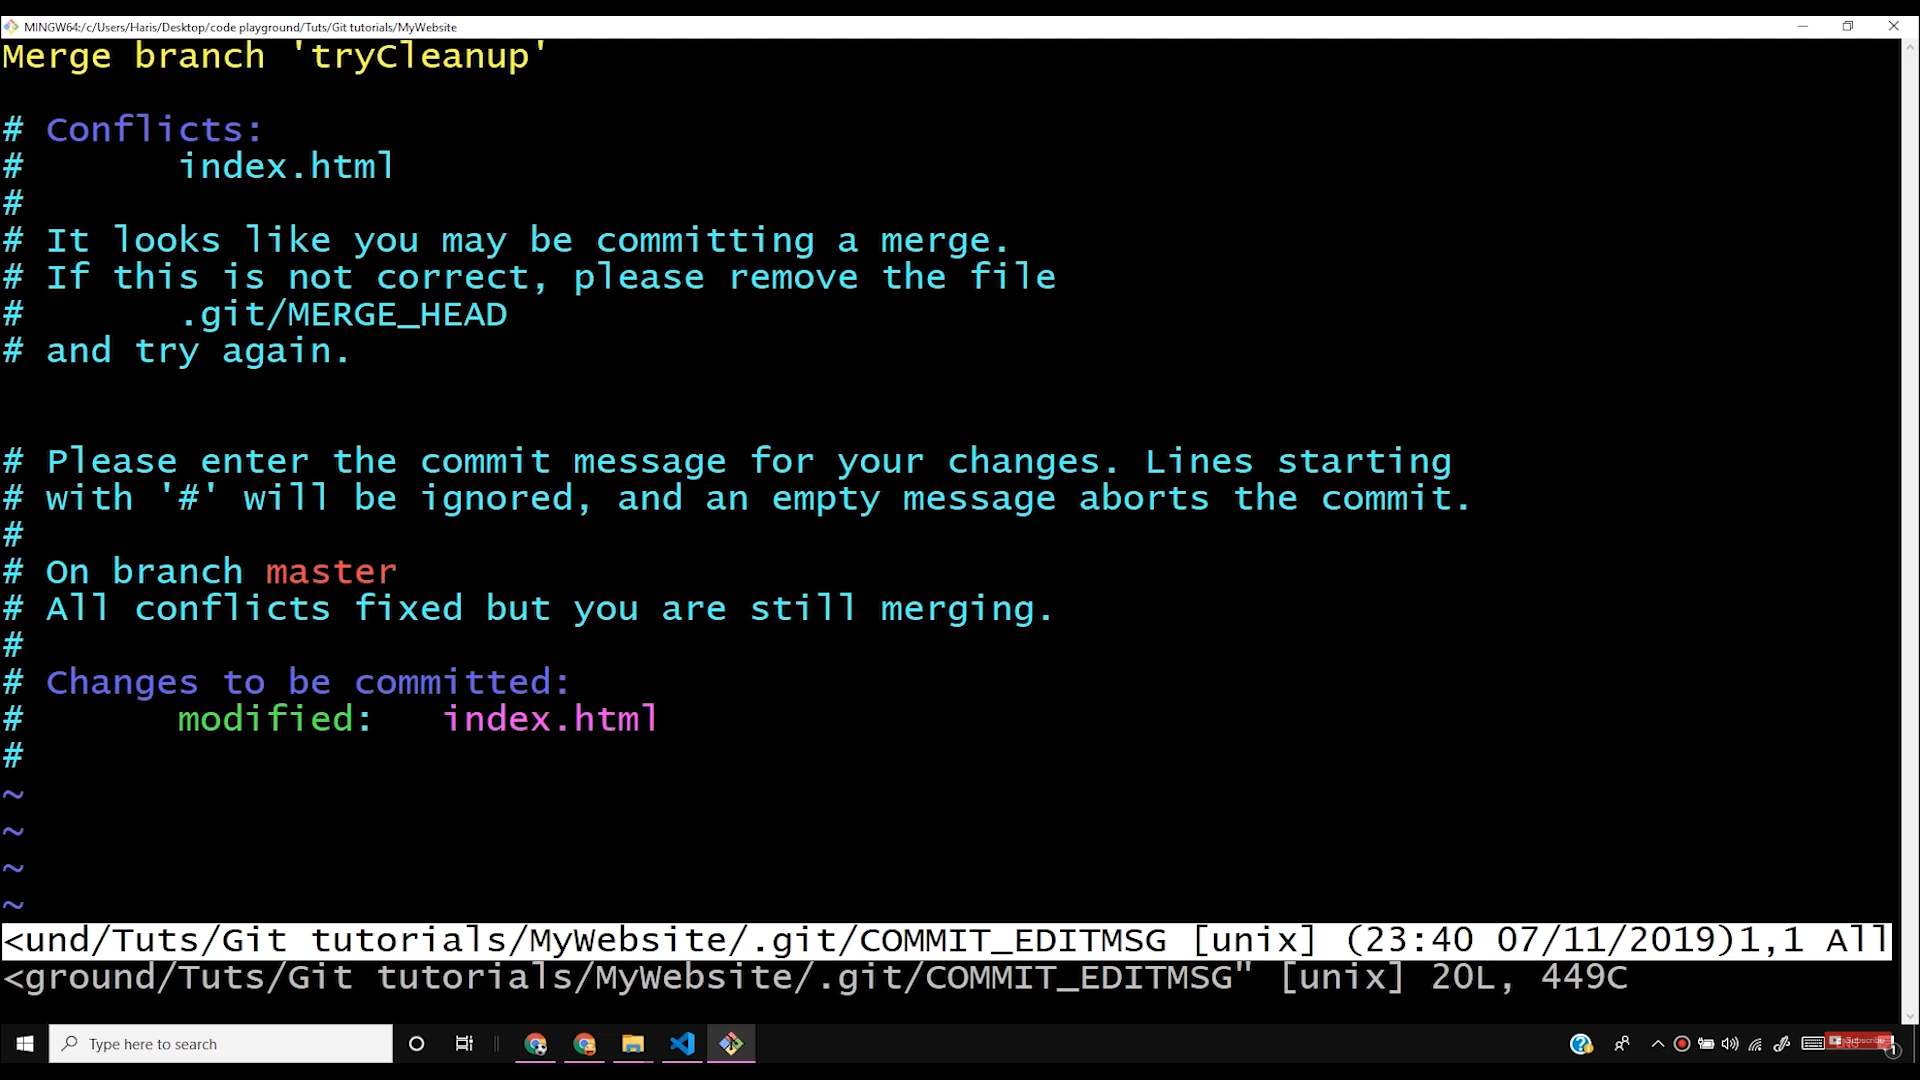 MINGW64:/c/Users/Haris/Desktop/code playground/Tuts/Git tutorials/MyWebsite
Merge branch 'tryCleanup'
# Conflicts:
#       index.html
#
# It looks like you may be committing a merge.
# If this is not correct, please remove the file
#       .git/MERGE_HEAD
# and try again.
# Please enter the commit message for your changes. Lines starting
# with '#' will be ignored, and an empty message aborts the commit.
#
# On branch master
# All conflicts fixed but you are still merging.
#
# Changes to be committed:
#       modified:   index.html
#
~
~
~
~
<und/Tuts/Git tutorials/MyWebsite/.git/COMMIT_EDITMSG [unix] (23:40 07/11/2019)1,1 All
<ground/Tuts/Git tutorials/MyWebsite/.git/COMMIT_EDITMSG" [unix] 20L, 449C
Type here to search
Subscribe
1